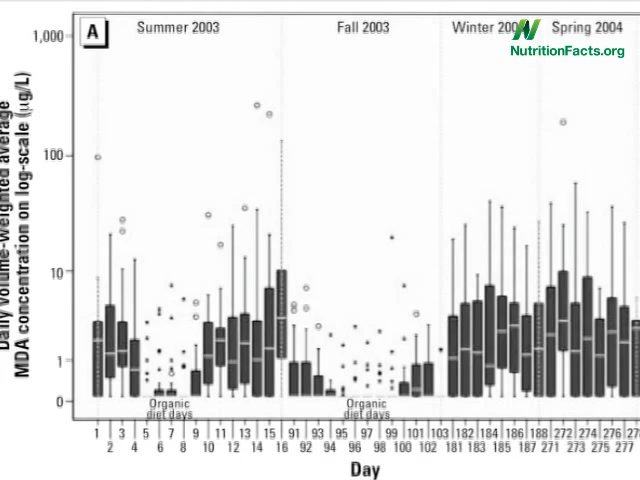 A
Summer 2003
Fall 2003
Winter 200
Spring 2004
NutritionFacts.org
Daily volume-weighted average
MDA concentration on log-scale (µg/L)
1,000
100
10
1
0
Organic
diet days
Organic
diet days
1 3 5 7 9 11 13 15 91 93 95 97 99 101 103 182 184 186 188 272 274 276 27
2 4 6 8 10 12 14 16 92 94 96 98 100 102 181 183 185 187 271 273 275 277
Day